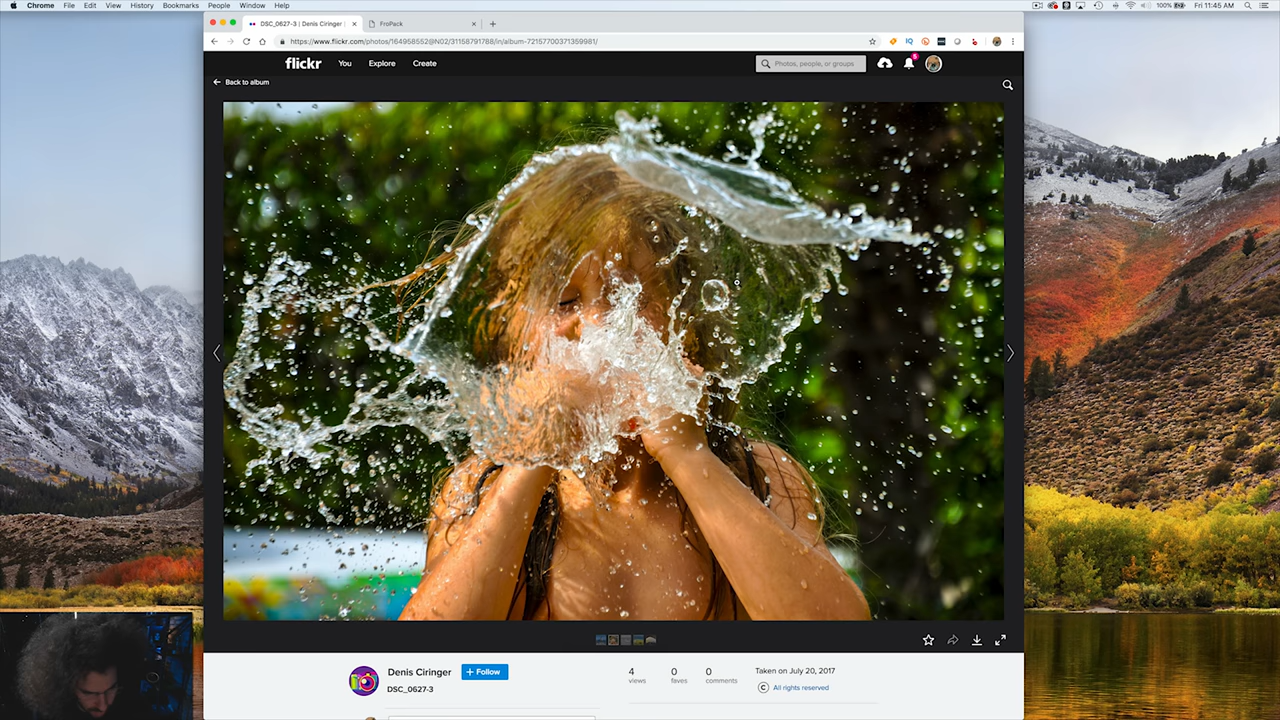 Chrome File Edit View History Bookmarks People Window Help
100% Fri 11:45 AM
DSC_0627-3 | Denis Ciringer |
FroPack
https://www.flickr.com/photos/164958552@N02/31158791788/in/album-72157700371359981/
flickr You Explore Create
Photos, people, or groups
Back to album
Denis Ciringer
+ Follow
DSC_0627-3
4
views
0
faves
0
comments
Taken on July 20, 2017
© All rights reserved